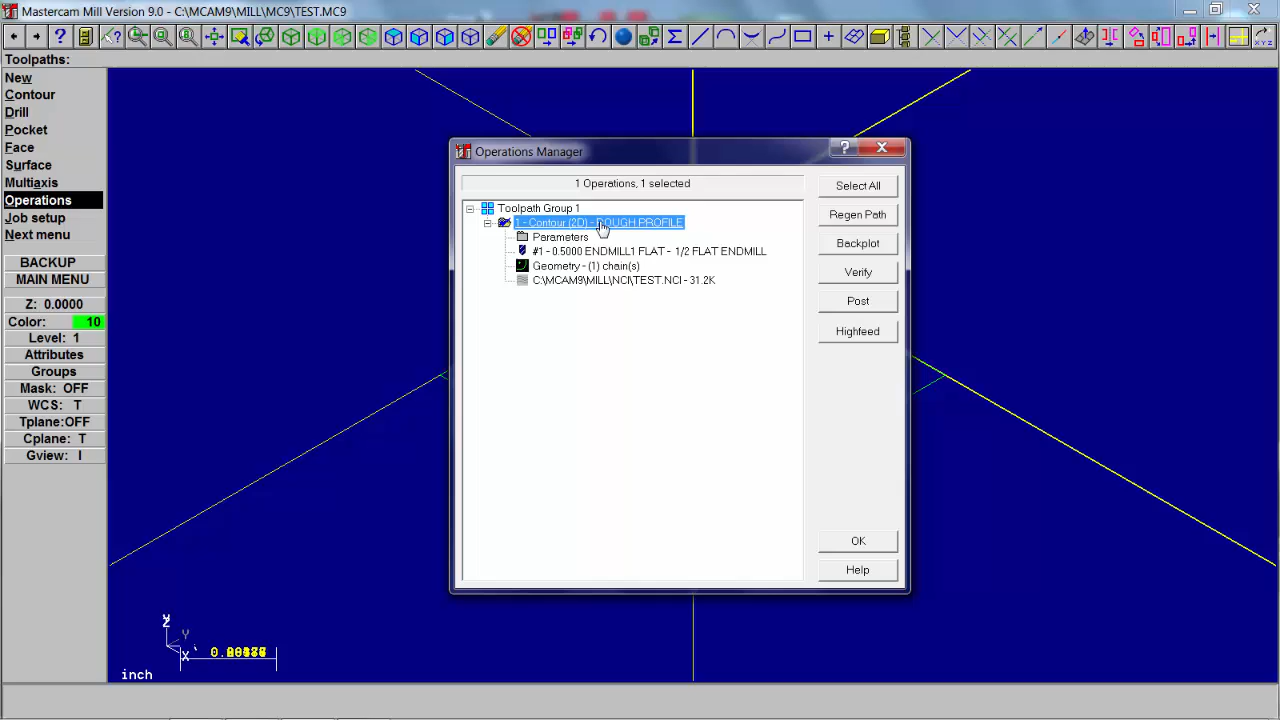 Mastercam Mill Version 9.0 - C:\MCAM9\MILL\MC9\TEST.MC9
Toolpaths:
New
Contour
Drill
Pocket
Face
Surface
Multiaxis
Operations
Job setup
Next menu
BACKUP
MAIN MENU
Z: 0.0000
Color: 10
Level: 1
Attributes
Groups
Mask: OFF
WCS: T
Tplane:OFF
Cplane: T
Gview: I
Operations Manager
1 Operations, 1 selected
Toolpath Group 1
1 - Contour (2D) - ROUGH PROFILE
Parameters
#1 - 0.5000 ENDMILL1 FLAT - 1/2 FLAT ENDMILL
Geometry - (1) chain(s)
C:\MCAM9\MILL\NCI\TEST.NCI - 31.2K
Select All
Regen Path
Backplot
Verify
Post
Highfeed
OK
Help
Y
X
inch